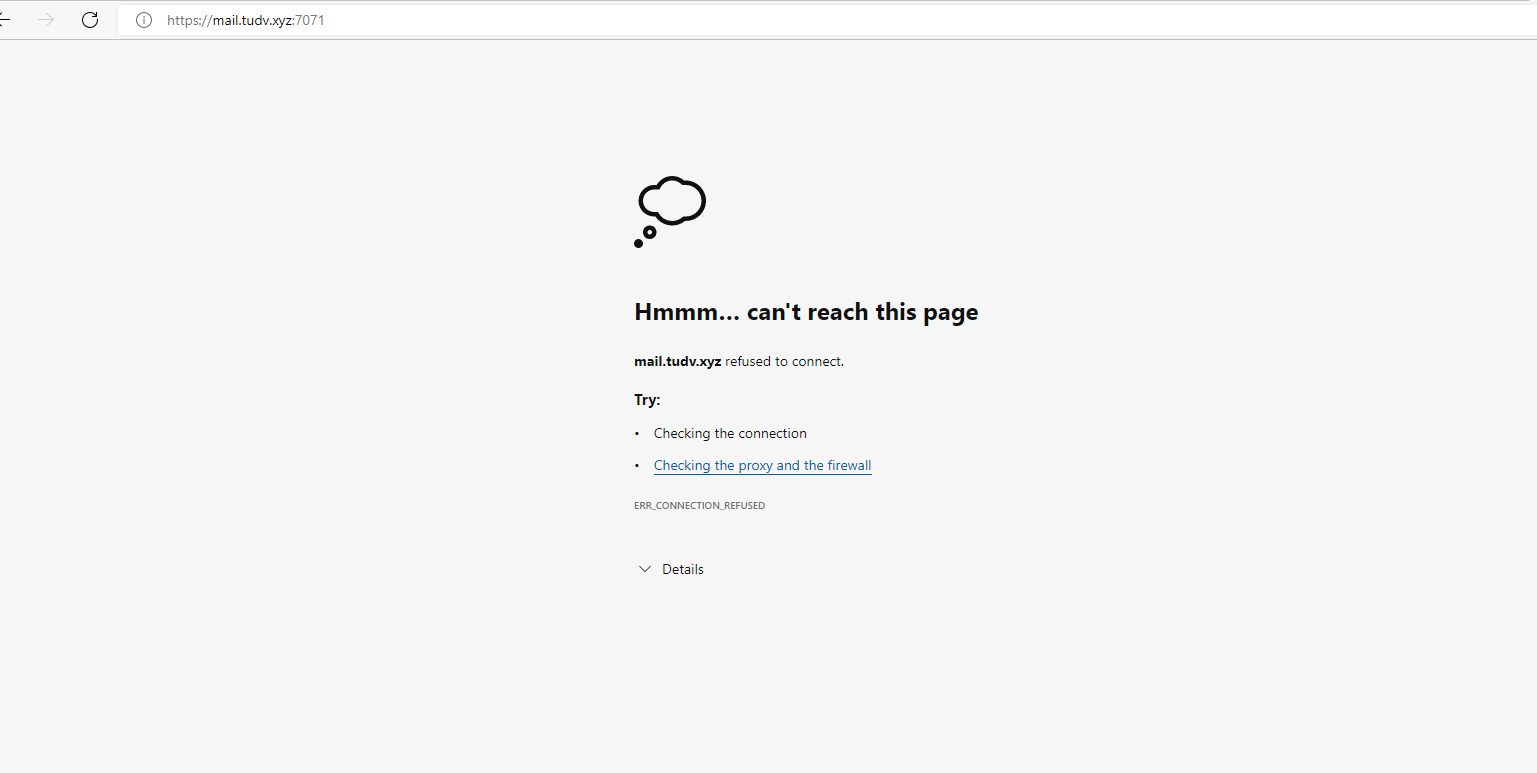 https://mail.tudv.xyz:7071
Hmmm... can't reach this page
mail.tudv.xyz refused to connect.
Try:
• Checking the connection
• Checking the proxy and the firewall
ERR_CONNECTION_REFUSED
Details